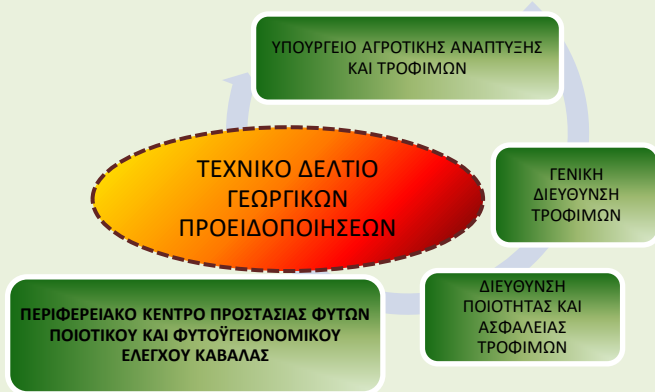 ΥΠΟΥΡΓΕΙΟ ΑΓΡΟΤΙΚΗΣ ΑΝΑΠΤΥΞΗΣ
ΚΑΙ ΤΡΟΦΙΜΩΝ
ΓΕΝΙΚΗ
ΔΙΕΥΘΥΝΣΗ
ΤΡΟΦΙΜΩΝ
ΔΙΕΥΘΥΝΣΗ
ΠΟΙΟΤΗΤΑΣ ΚΑΙ
ΑΣΦΑΛΕΙΑΣ
ΤΡΟΦΙΜΩΝ
ΠΕΡΙΦΕΡΕΙΑΚΟ ΚΕΝΤΡΟ ΠΡΟΣΤΑΣΙΑΣ ΦΥΤΩΝ
ΠΟΙΟΤΙΚΟΥ ΚΑΙ ΦΥΤΟΫΓΕΙΟΝΟΜΙΚΟΥ
ΕΛΕΓΧΟΥ ΚΑΒΑΛΑΣ
ΤΕΧΝΙΚΟ ΔΕΛΤΙΟ
ΓΕΩΡΓΙΚΩΝ
ΠΡΟΕΙΔΟΠΟΙΗΣΕΩΝ